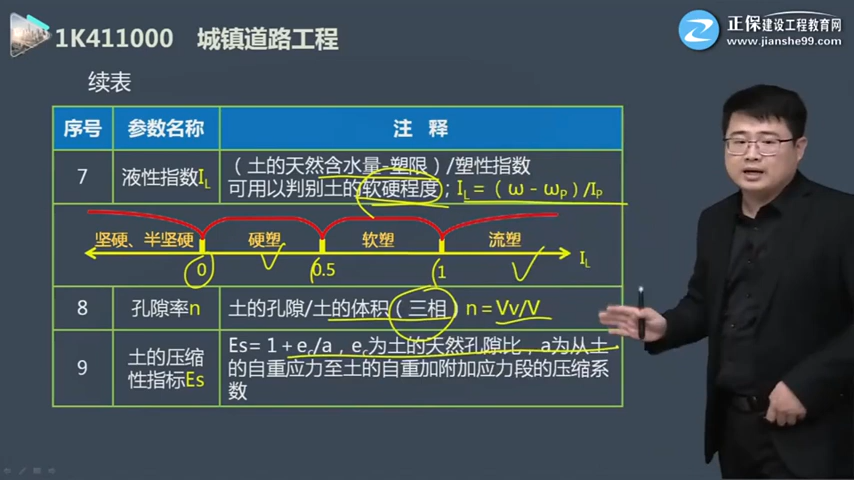 1K411000 城镇道路工程
正保建设工程教育网
www.jianshe99.com
续表
序号 参数名称 注 释
7 液性指数IL （土的天然含水量-塑限）/塑性指数
可用以判别土的软硬程度；IL＝（ω－ωP）/IP
坚硬、半坚硬 硬塑 软塑 流塑
0 0.5 1 IL
8 孔隙率n 土的孔隙/土的体积（三相）n＝Vv/V
9 土的压缩性指标Es Es= 1＋e。/a，e。为土的天然孔隙比，a为从土
的自重应力至土的自重加附加应力段的压缩系
数